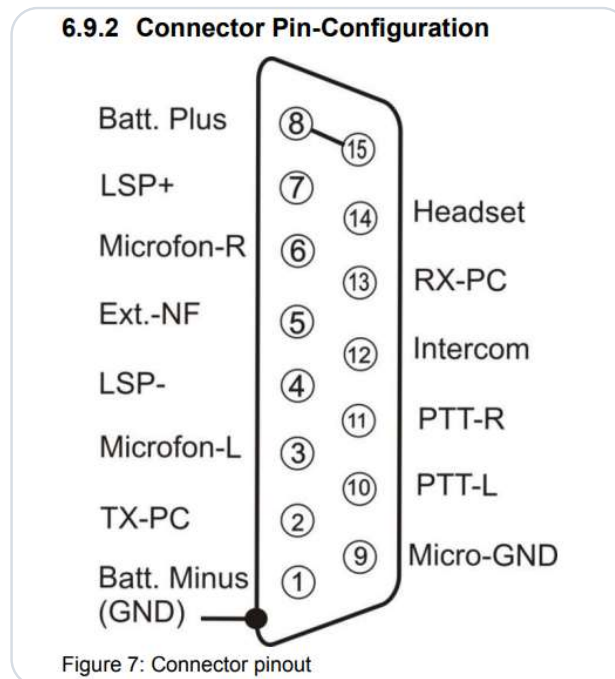 6.9.2 Connector Pin-Configuration
Batt. Plus
8
15
LSP+
7
14
Headset
Microfon-R
6
13
RX-PC
Ext.-NF
5
12
Intercom
LSP-
4
11
PTT-R
Microfon-L
3
10
PTT-L
TX-PC
2
9
Micro-GND
Batt. Minus
(GND)
1
Figure 7: Connector pinout